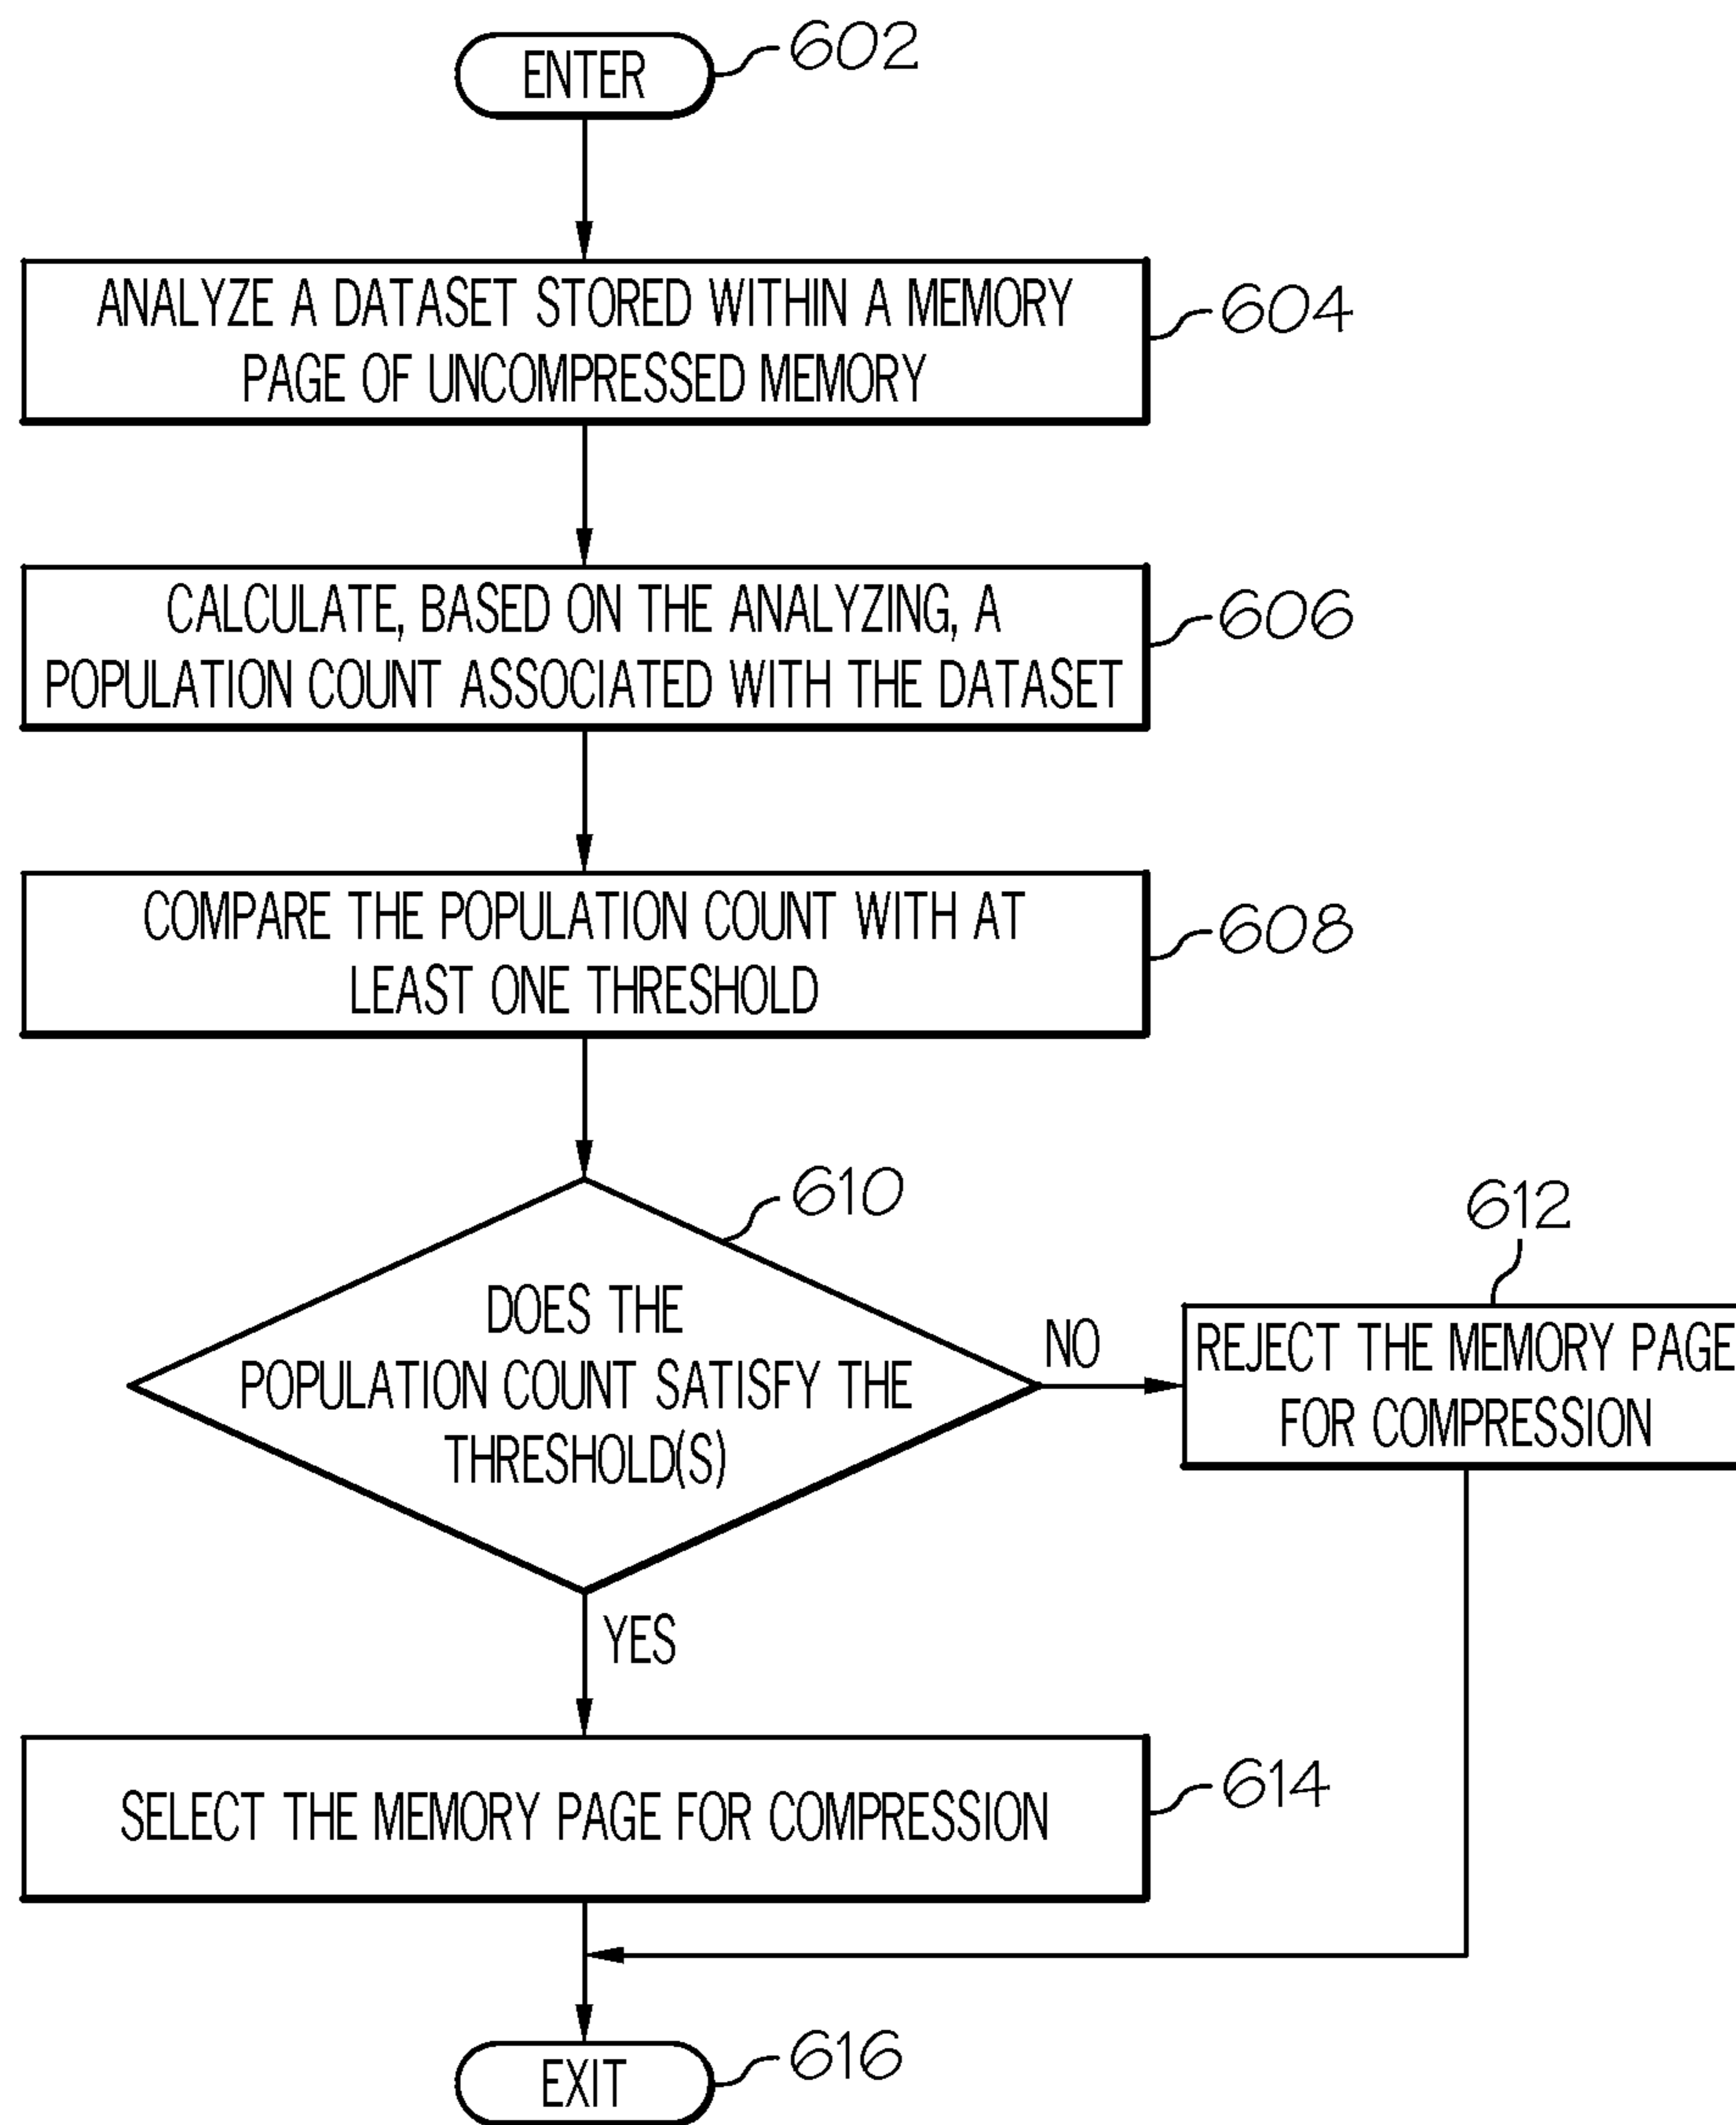 ENTER
602
ANALYZE A DATASET STORED WITHIN A MEMORY
PAGE OF UNCOMPRESSED MEMORY
604
CALCULATE, BASED ON THE ANALYZING, A
POPULATION COUNT ASSOCIATED WITH THE DATASET
606
COMPARE THE POPULATION COUNT WITH AT
LEAST ONE THRESHOLD
608
610
DOES THE
POPULATION COUNT SATISFY THE
THRESHOLD(S)
NO
612
REJECT THE MEMORY PAGE
FOR COMPRESSION
YES
SELECT THE MEMORY PAGE FOR COMPRESSION
614
EXIT
616